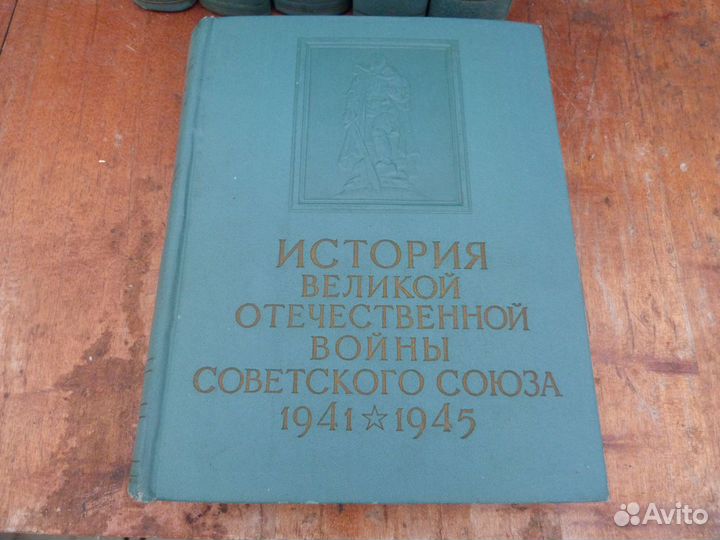 ИСТОРИЯ
ВЕЛИКОЙ
ОТЕЧЕСТВЕННОЙ
ВОЙНЫ
СОВЕТСКОГО СОЮЗА
1941☆1945
Avito